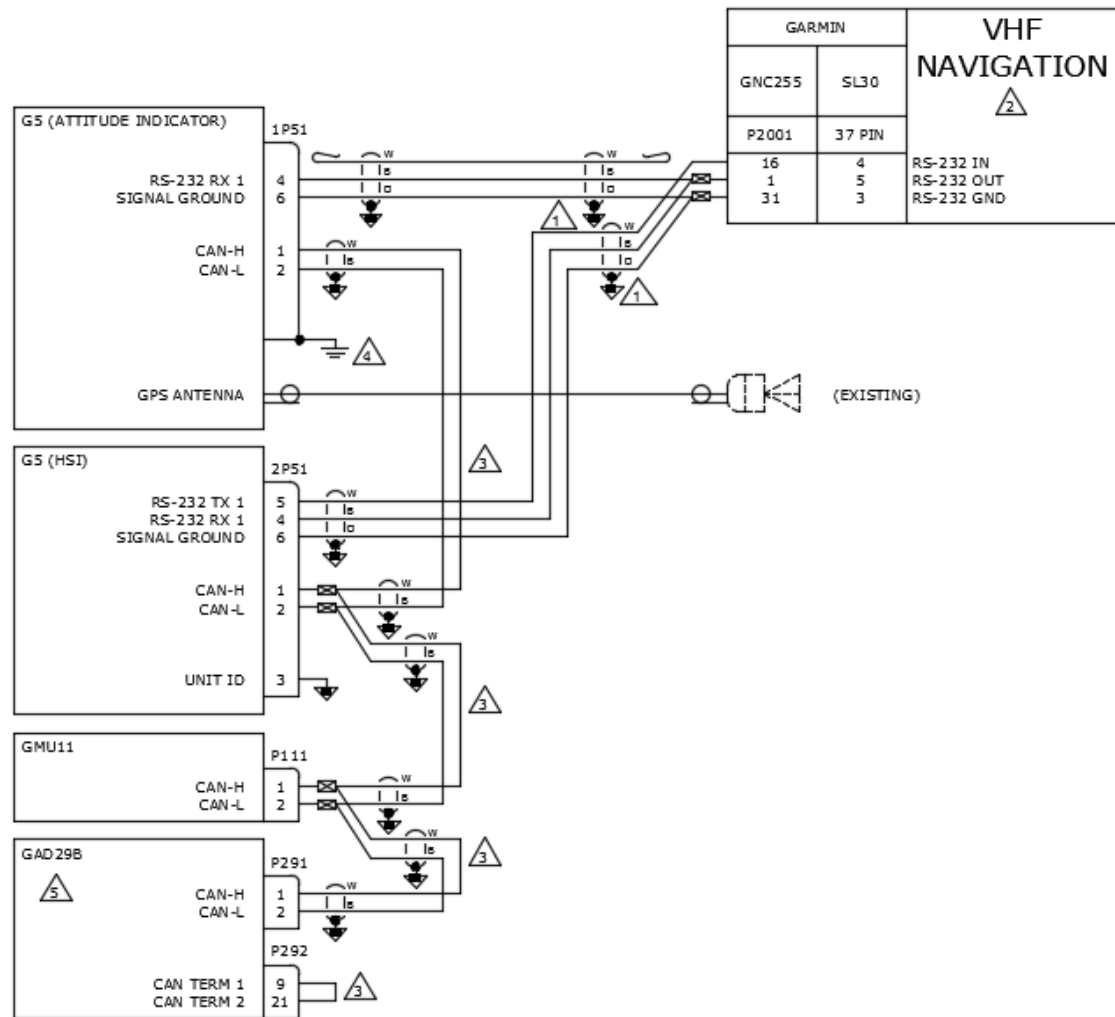 GARMIN
VHF
NAVIGATION
2
GNC255 SL30
P2001 37 PIN
16 4 RS-232 IN
1 5 RS-232 OUT
31 3 RS-232 GND
G5 (ATTITUDE INDICATOR)
1P51
W
B
O
RS-232 RX 1 4
SIGNAL GROUND 6
1
W
B
O
1
CAN-H 1
CAN-L 2
W
B
4
GPS ANTENNA
(EXISTING)
G5 (HSI)
2P51
3
RS-232 TX 1 5
RS-232 RX 1 4
SIGNAL GROUND 6
W
B
O
CAN-H 1
CAN-L 2
W
B
W
B
UNIT ID 3
3
GMU11
P111
CAN-H 1
CAN-L 2
W
B
W
B
3
GAD29B
5
P291
CAN-H 1
CAN-L 2
W
B
P292
CAN TERM 1 9
CAN TERM 2 21
3